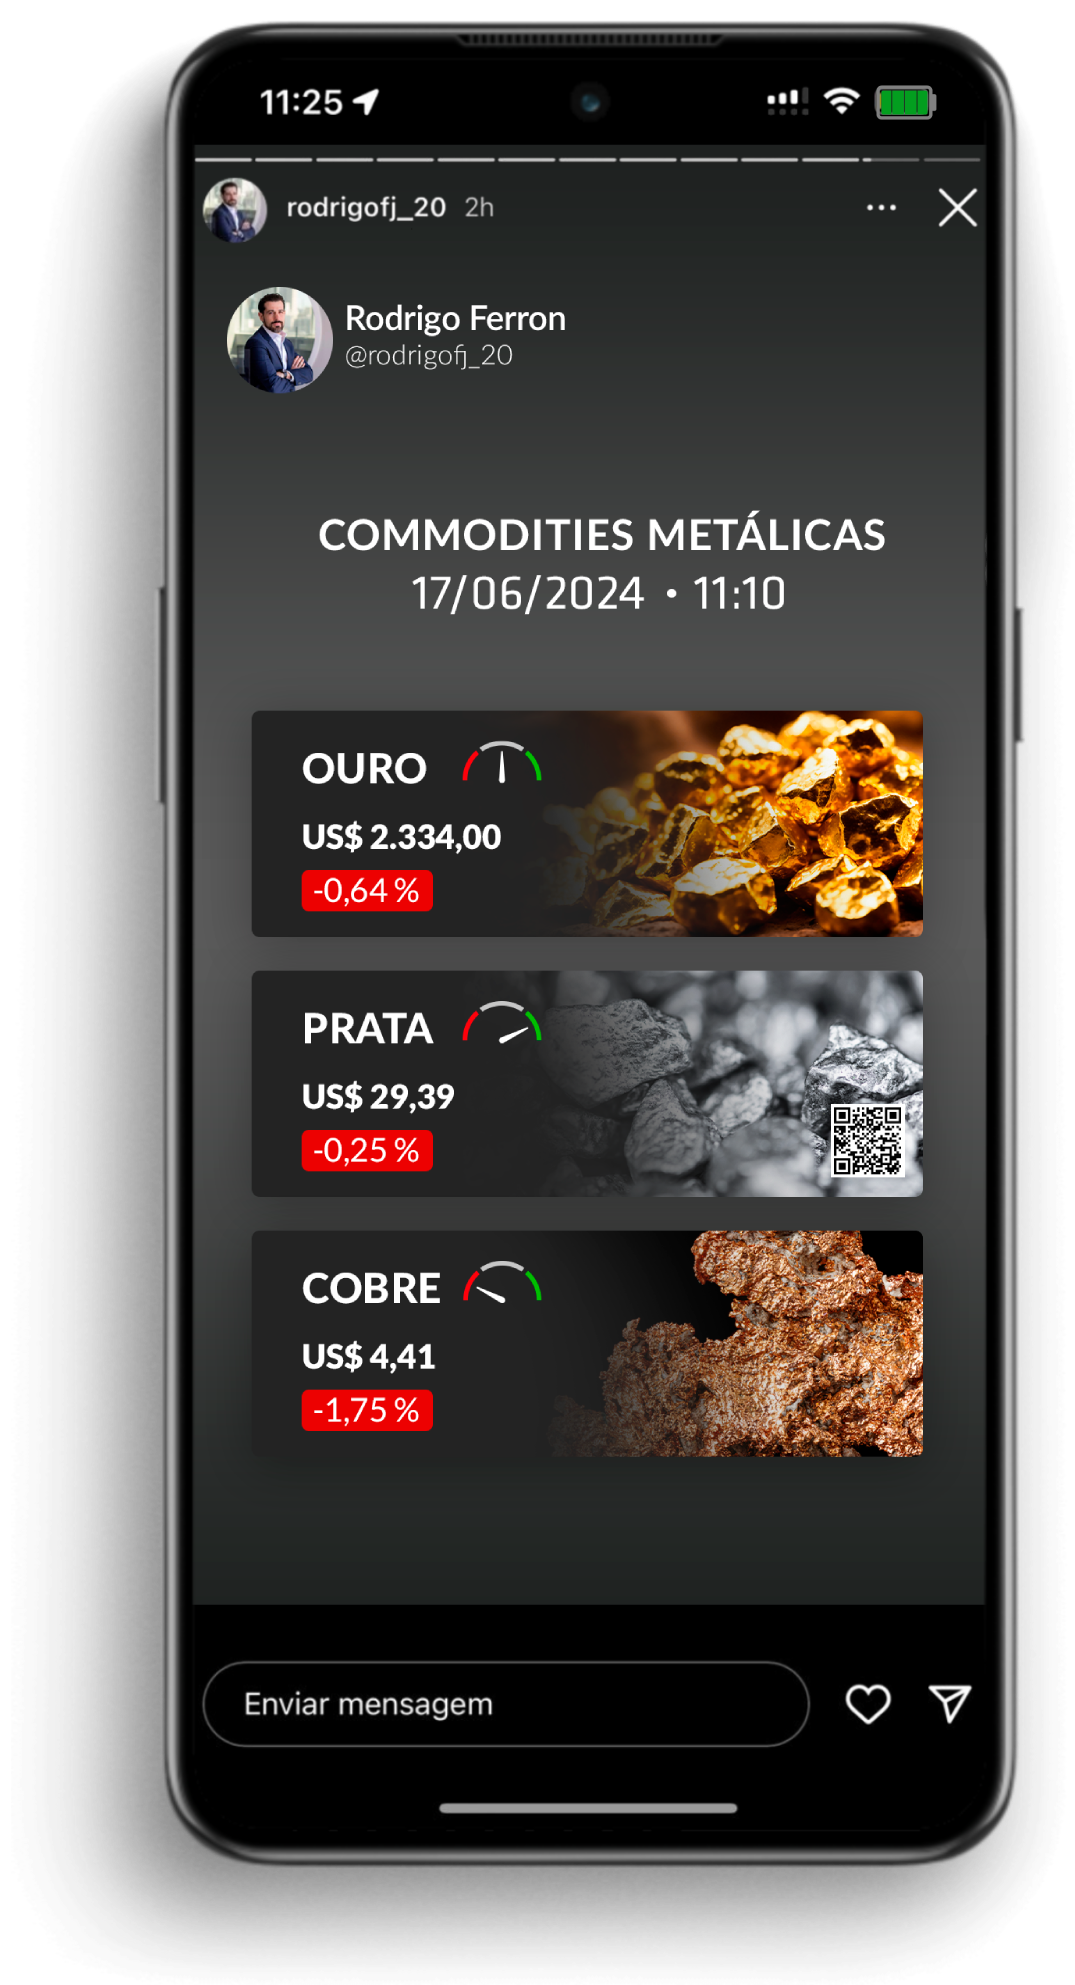 11:25
rodrigofj_20 2h
Rodrigo Ferron
@rodrigofj_20
COMMODITIES METÁLICAS
17/06/2024 • 11:10
OURO
US$ 2.334,00
-0,64 %
PRATA
US$ 29,39
-0,25 %
COBRE
US$ 4,41
-1,75 %
Enviar mensagem